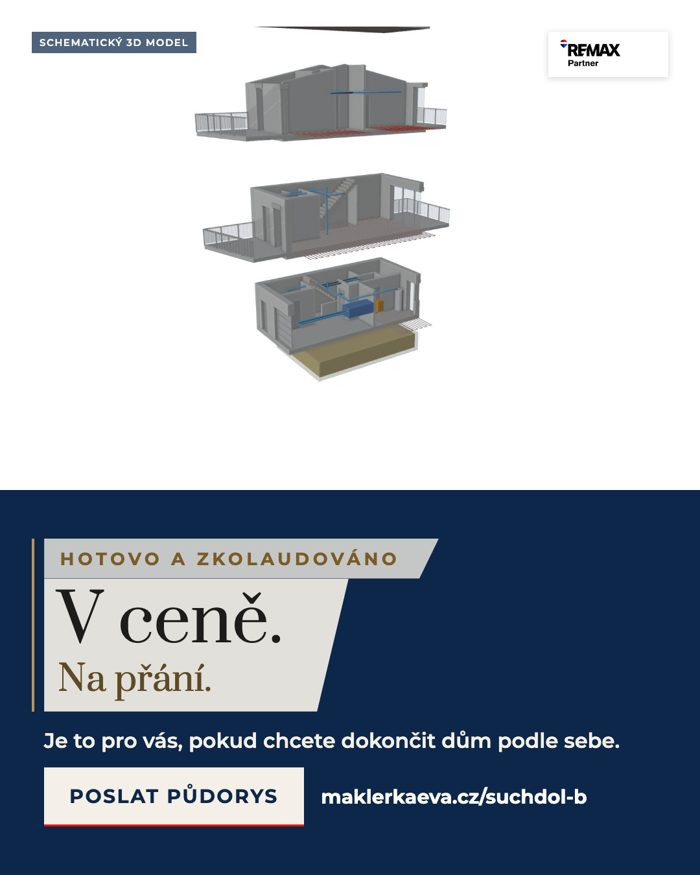 SCHEMATICKÝ 3D MODEL
RE/MAX
Partner
HOTOVO A ZKOLAUDOVÁNO
V ceně.
Na přání.
Je to pro vás, pokud chcete dokončit dům podle sebe.
POSLAT PŮDORYS
maklerkaeva.cz/suchdol-b